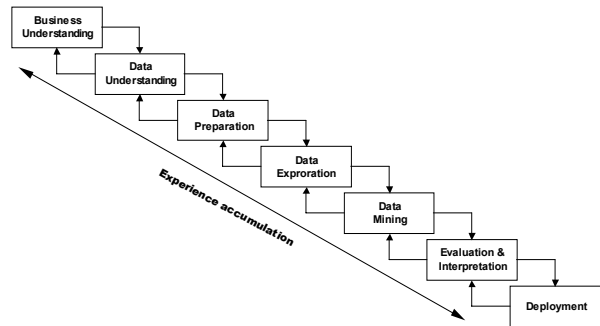 Business
Understanding
Data
Understanding
Data
Preparation
Data
Exproration
Data
Mining
Evaluation &
Interpretation
Deployment
Experience accumulation